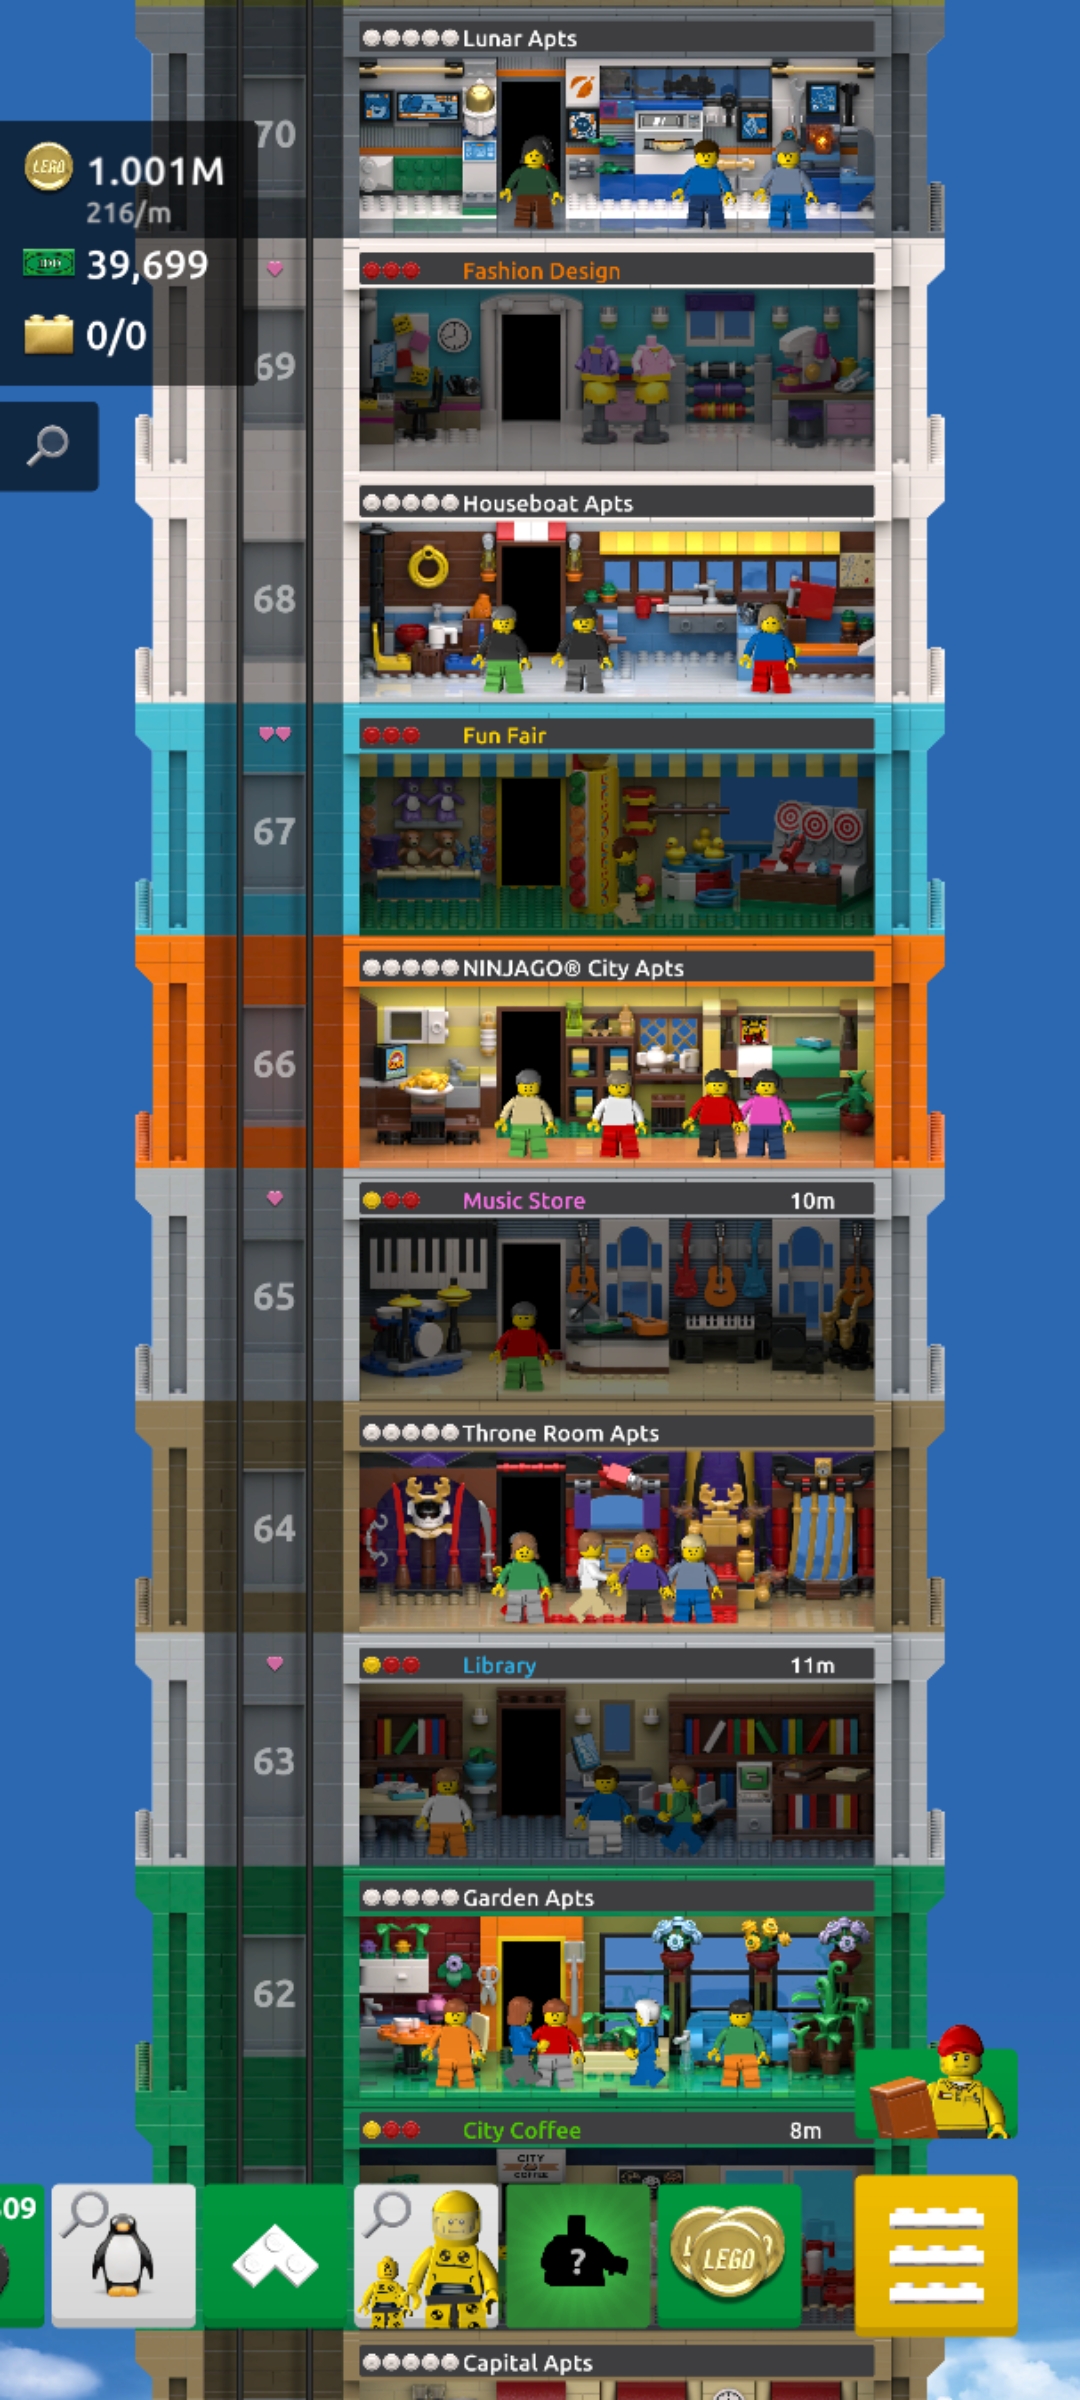 Lunar Apts
70
LEGO 1.001M
216/m
39,699
0/0
Fashion Design
69
Houseboat Apts
68
Fun Fair
67
NINJAGO® City Apts
66
Music Store 10m
65
Throne Room Apts
64
Library 11m
63
Garden Apts
62
City Coffee 8m
CITY
COFFEE
509
?
LEGO
Capital Apts